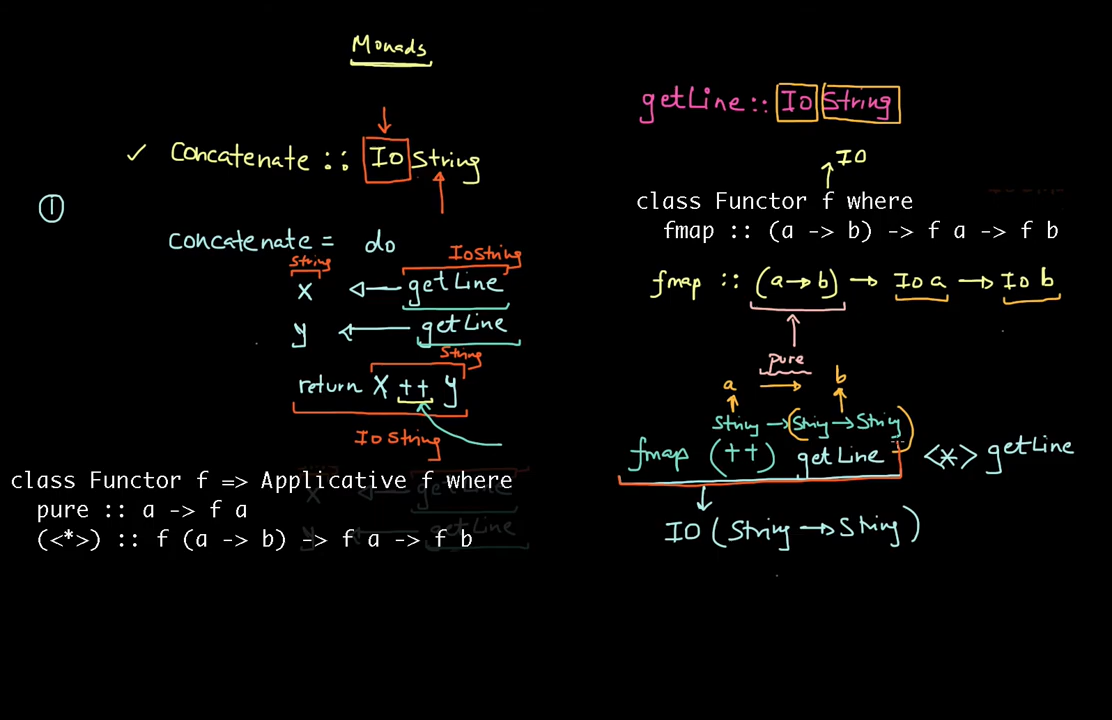 Monads
Concatenate :: Io String
①
concatenate = do
String
IoString
x ← getLine
y ← getLine
String
return x ++ y
Io String
class Functor f => Applicative f where
pure :: a -> f a
(<*>) :: f (a -> b) -> f a -> f b
x ← getLine
y ← getLine
getLine :: Io String
IO
class Functor f where
fmap :: (a -> b) -> f a -> f b
fmap :: (a → b) → Io a → Io b
pure
a → b
String → (String → String)
fmap (++) getLine <*> getLine
IO (String → String)